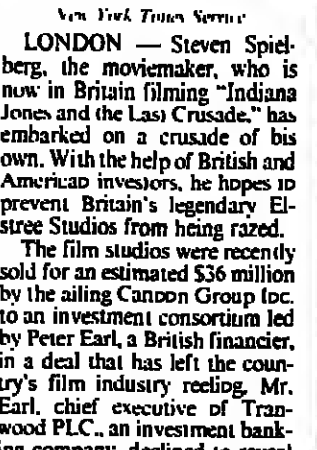 New York Times Service
LONDON — Steven Spiel-
berg, the moviemaker, who is
now in Britain filming "Indiana
Jones and the Last Crusade," has
embarked on a crusade of his
own. With the help of British and
American investors, he hopes to
prevent Britain's legendary El-
stree Studios from being razed.
The film studios were recently
sold for an estimated $36 million
by the ailing Cannon Group Inc.
to an investment consortium led
by Peter Earl, a British financier,
in a deal that has left the coun-
try's film industry reeling. Mr.
Earl, chief executive of Tran-
wood PLC., an investment bank-
ing company, declined to reveal